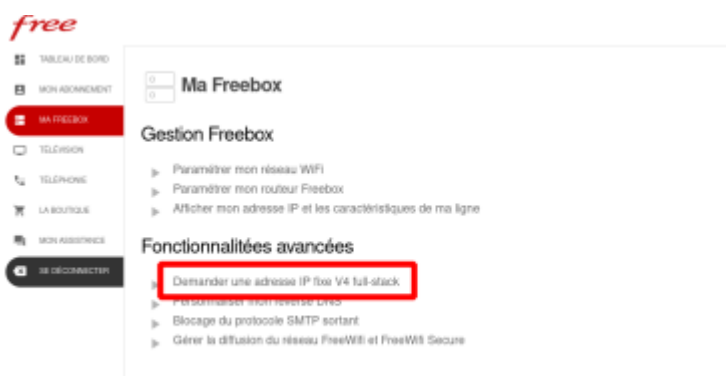 free
TABLEAU DE BORD
MON ABONNEMENT
MA FREEBOX
TÉLÉVISION
TÉLÉPHONE
LA BOUTIQUE
MON ASSISTANCE
SE DÉCONNECTER
Ma Freebox
Gestion Freebox
Paramétrer mon réseau WiFi
Paramétrer mon routeur Freebox
Afficher mon adresse IP et les caractéristiques de ma ligne
Fonctionnalités avancées
Demander une adresse IP fixe V4 full-stack
Personnaliser mon reverse DNS
Blocage du protocole SMTP sortant
Gérer la diffusion du réseau FreeWifi et FreeWifi Secure